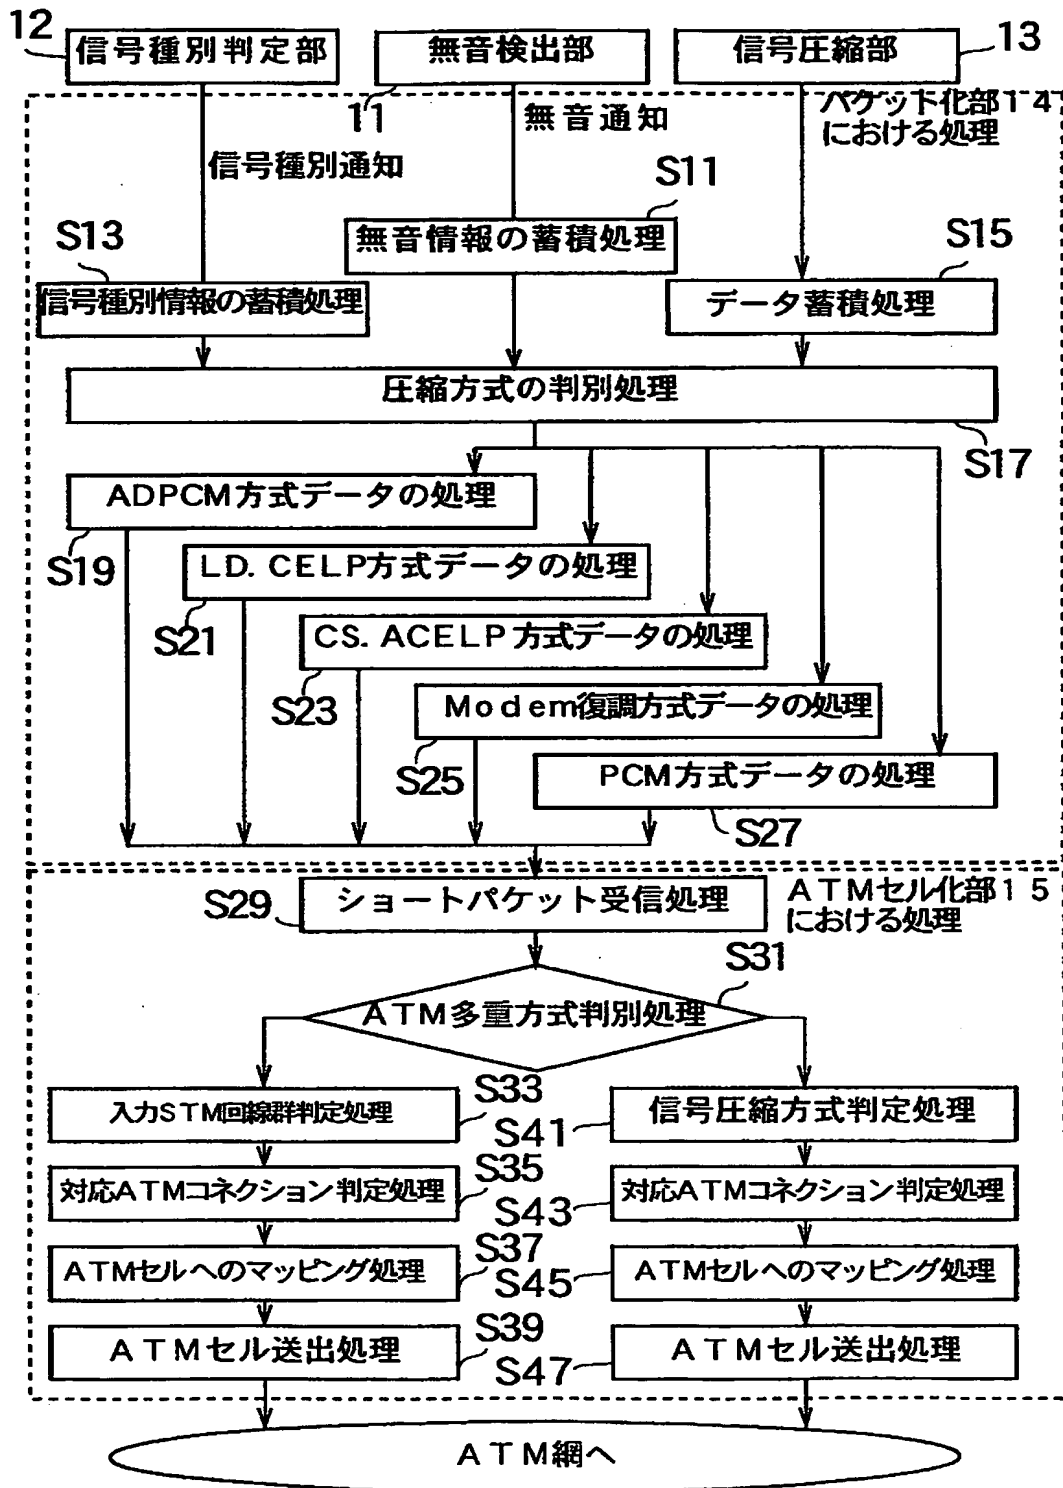 12
信号種別判定部
無音検出部
信号圧縮部
13
11
無音通知
パケット化部14
における処理
信号種別通知
S11
無音情報の蓄積処理
S13
信号種別情報の蓄積処理
S15
データ蓄積処理
圧縮方式の判別処理
S17
ADPCM方式データの処理
S19
LD.CELP方式データの処理
S21
CS.ACELP方式データの処理
S23
Modem復調方式データの処理
S25
PCM方式データの処理
S27
S29
ショートパケット受信処理
ATMセル化部15
における処理
S31
ATM多重方式判別処理
入力STM回線群判定処理
S33
S41
信号圧縮方式判定処理
対応ATMコネクション判定処理
S35
S43
対応ATMコネクション判定処理
ATMセルへのマッピング処理
S37
S45
ATMセルへのマッピング処理
ATMセル送出処理
S39
S47
ATMセル送出処理
ATM網へ